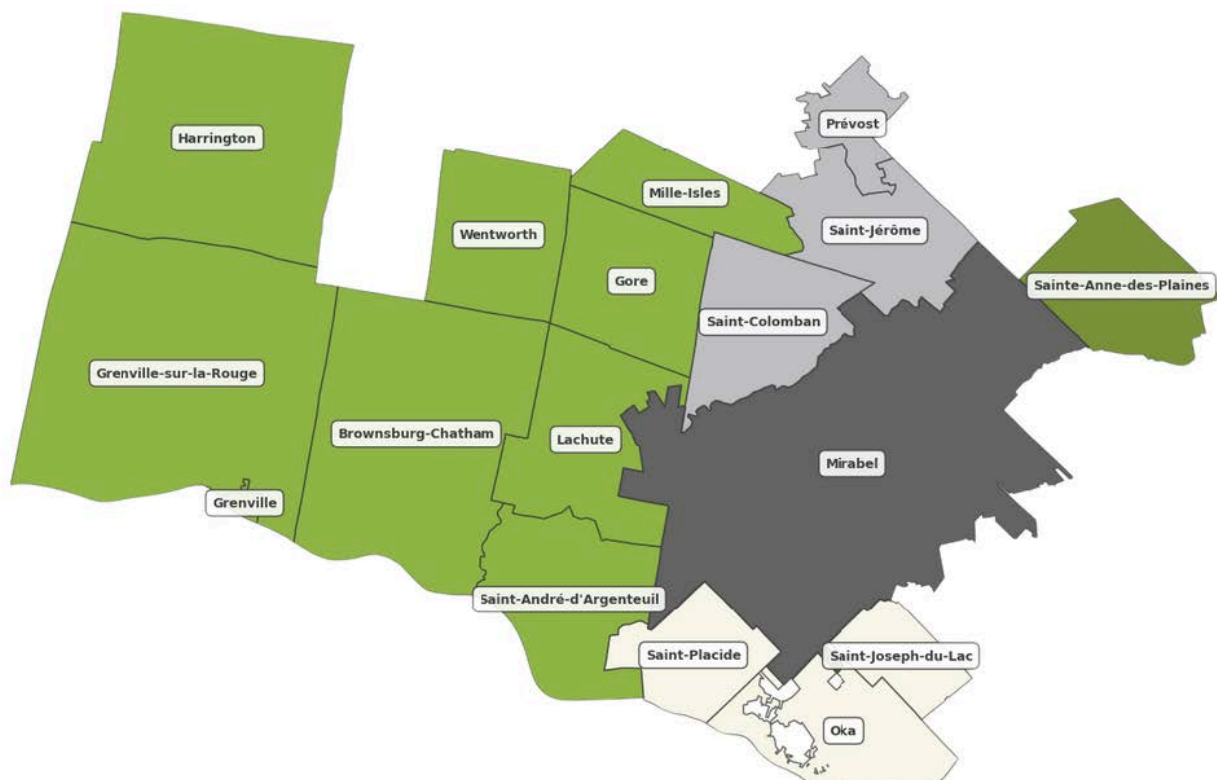 Prévost
Harrington
Mille-Isles
Saint-Jérôme
Wentworth
Gore
Sainte-Anne-des-Plaines
Saint-Colomban
Grenville-sur-la-Rouge
Brownsburg-Chatham
Lachute
Mirabel
Grenville
Saint-André-d'Argenteuil
Saint-Placide
Saint-Joseph-du-Lac
Oka